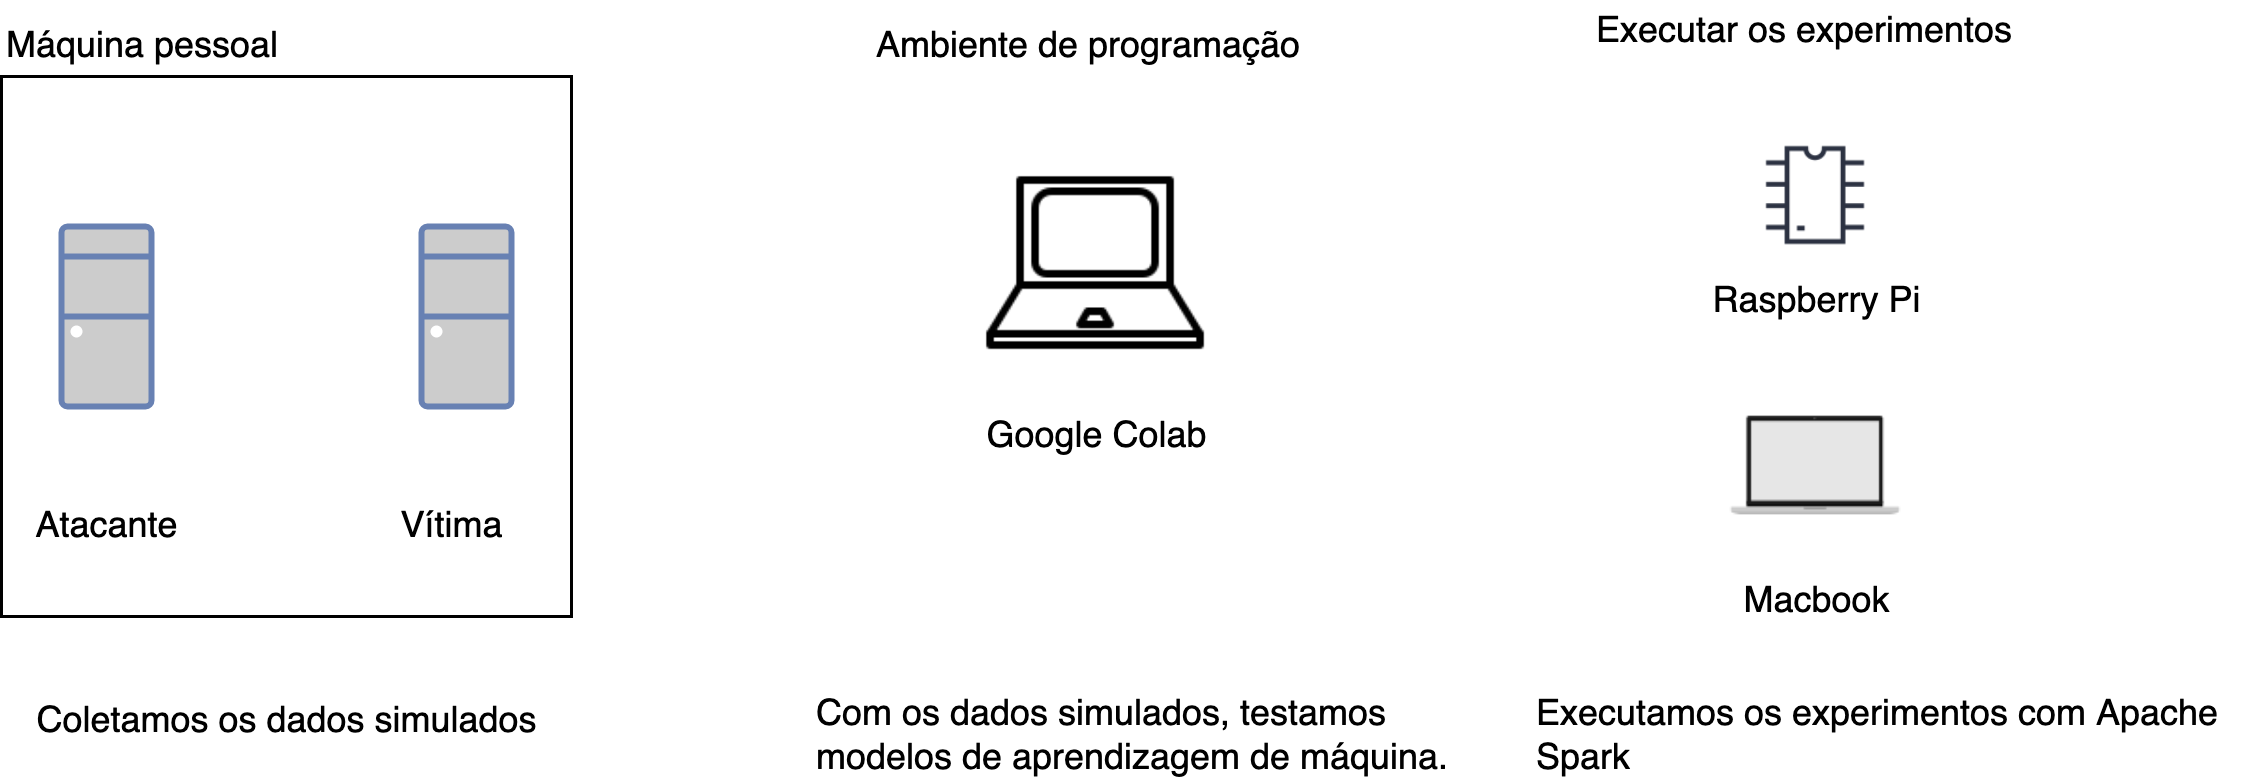 Máquina pessoal
Atacante
Vítima
Coletamos os dados simulados
Ambiente de programação
Google Colab
Com os dados simulados, testamos
modelos de aprendizagem de máquina.
Executar os experimentos
Raspberry Pi
Macbook
Executamos os experimentos com Apache
Spark